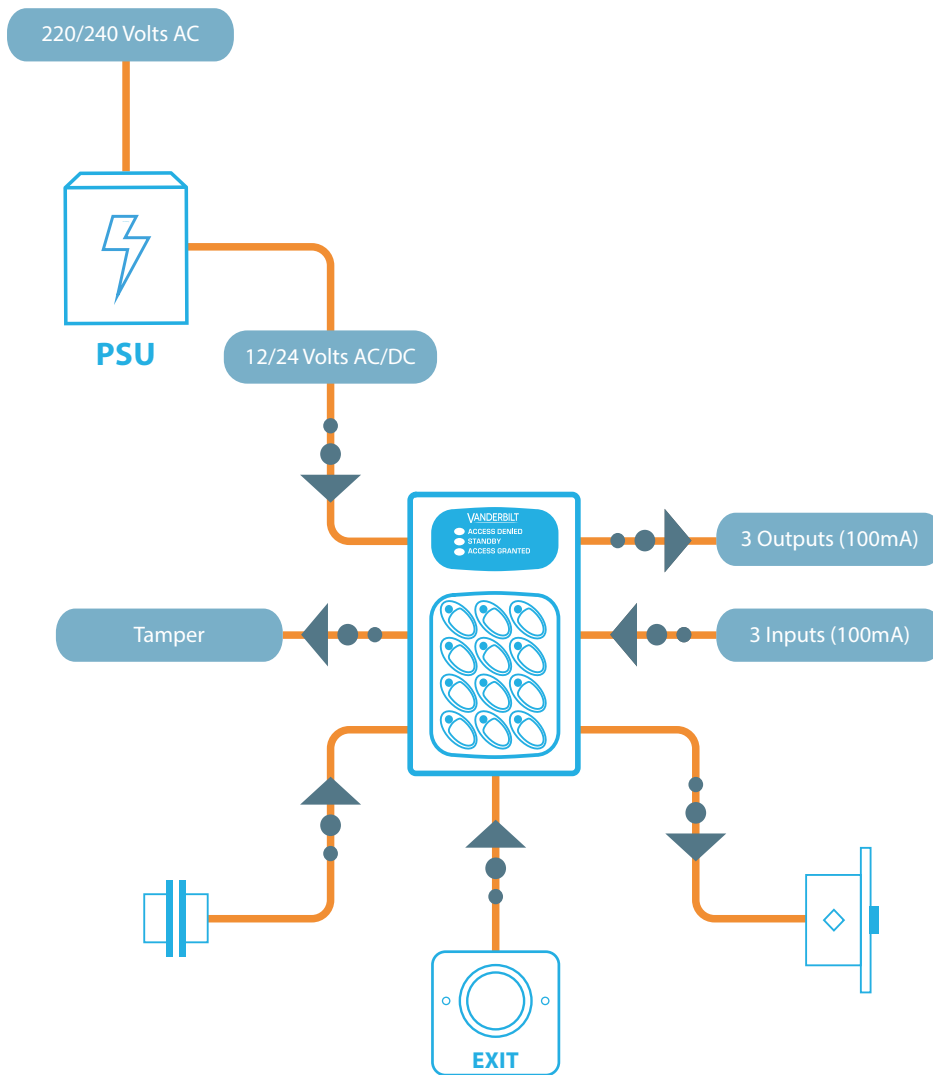 220/240 Volts AC
PSU
12/24 Volts AC/DC
VANDERBILT
ACCESS DENIED
STANDBY
ACCESS GRANTED
3 Outputs (100mA)
Tamper
3 Inputs (100mA)
EXIT